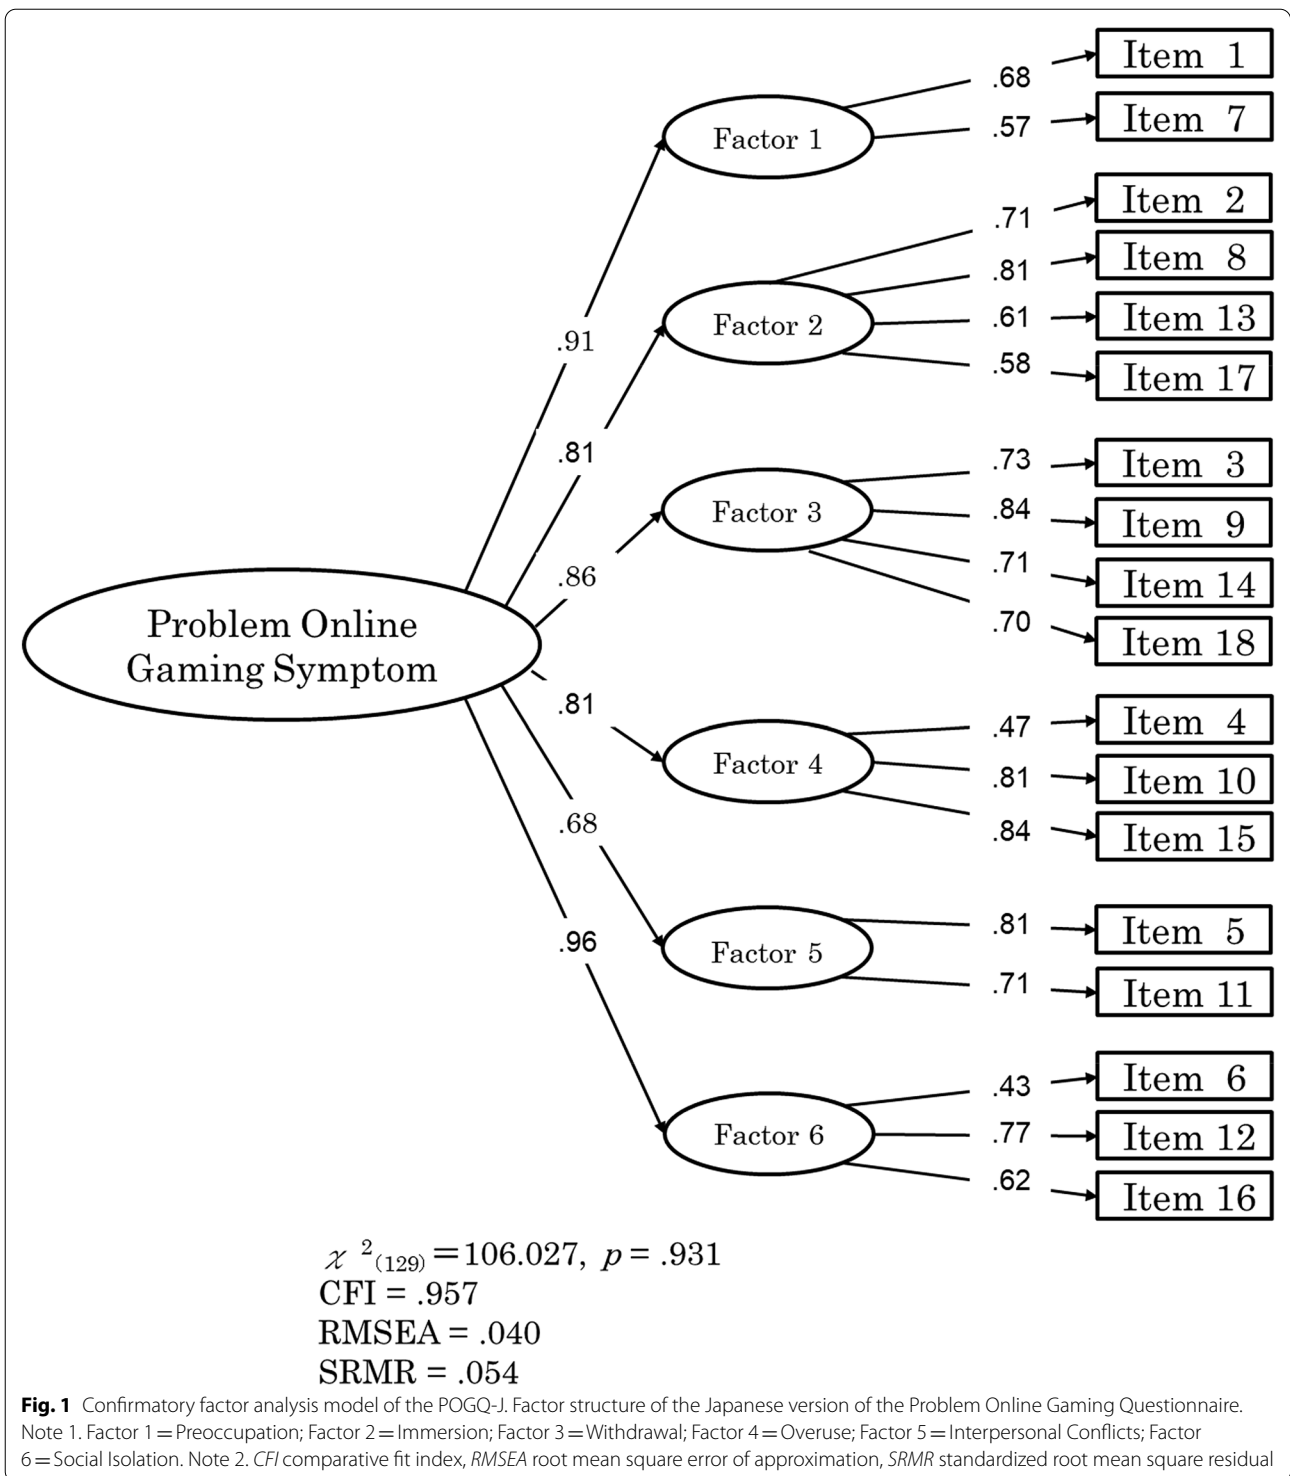 .68
Item 1
.57
Item 7
Factor 1
.71
Item 2
.81
Item 8
Factor 2
.61
Item 13
.58
Item 17
.91
.81
.73
Item 3
.84
Item 9
Factor 3
.71
Item 14
.70
Item 18
.86
Problem Online
Gaming Symptom
.81
.47
Item 4
.81
Item 10
Factor 4
.84
Item 15
.68
.81
Item 5
Factor 5
.71
Item 11
.96
.43
Item 6
.77
Item 12
Factor 6
.62
Item 16
χ ²₍₁₂₉₎ = 106.027, p = .931
CFI = .957
RMSEA = .040
SRMR = .054
Fig. 1 Confirmatory factor analysis model of the POGQ-J. Factor structure of the Japanese version of the Problem Online Gaming Questionnaire.
Note 1. Factor 1 = Preoccupation; Factor 2 = Immersion; Factor 3 = Withdrawal; Factor 4 = Overuse; Factor 5 = Interpersonal Conflicts; Factor
6 = Social Isolation. Note 2. CFI comparative fit index, RMSEA root mean square error of approximation, SRMR standardized root mean square residual